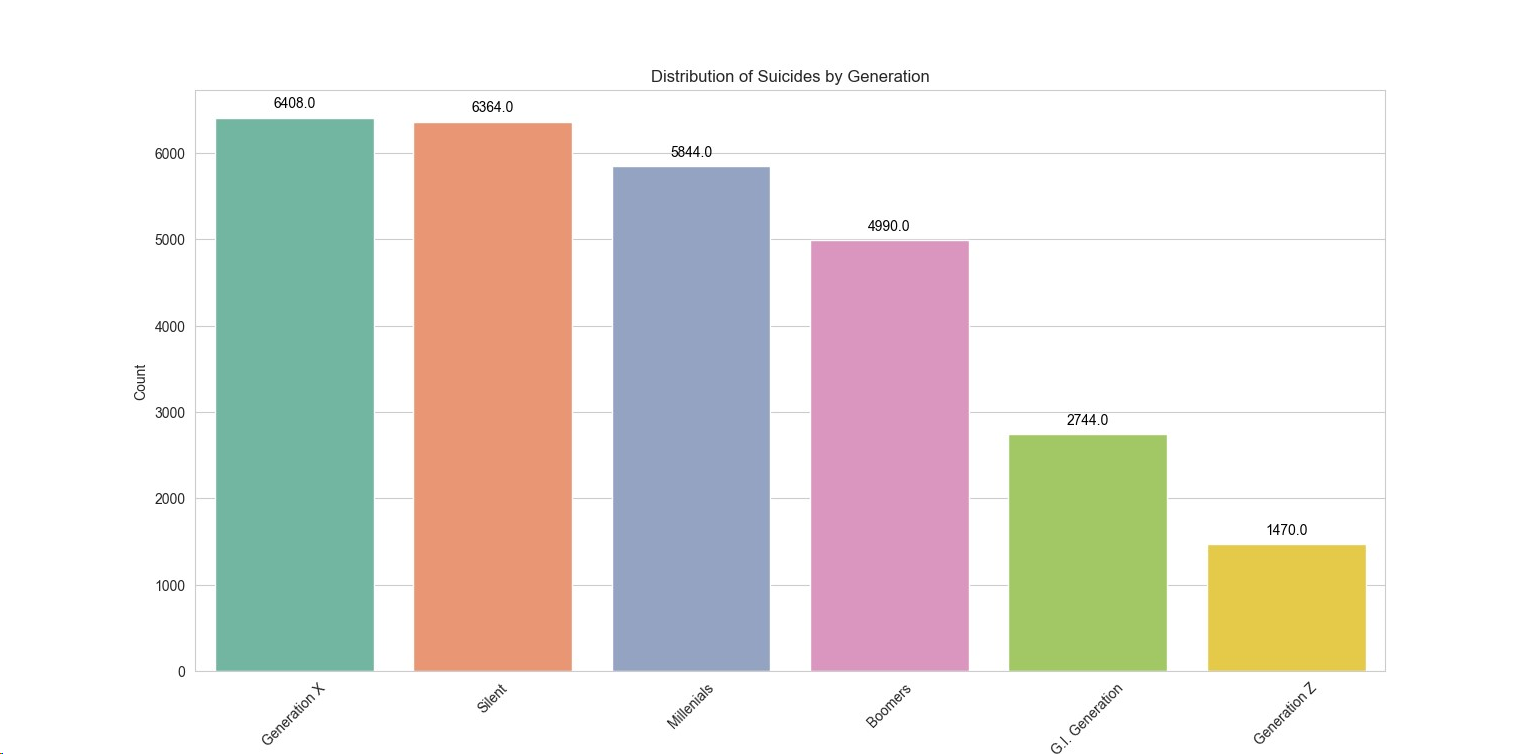 Distribution of Suicides by Generation
6408.0
6364.0
5844.0
4990.0
2744.0
1470.0
6000
5000
4000
3000
2000
1000
0
Count
Generation X
Silent
Millenials
Boomers
G.I. Generation
Generation Z